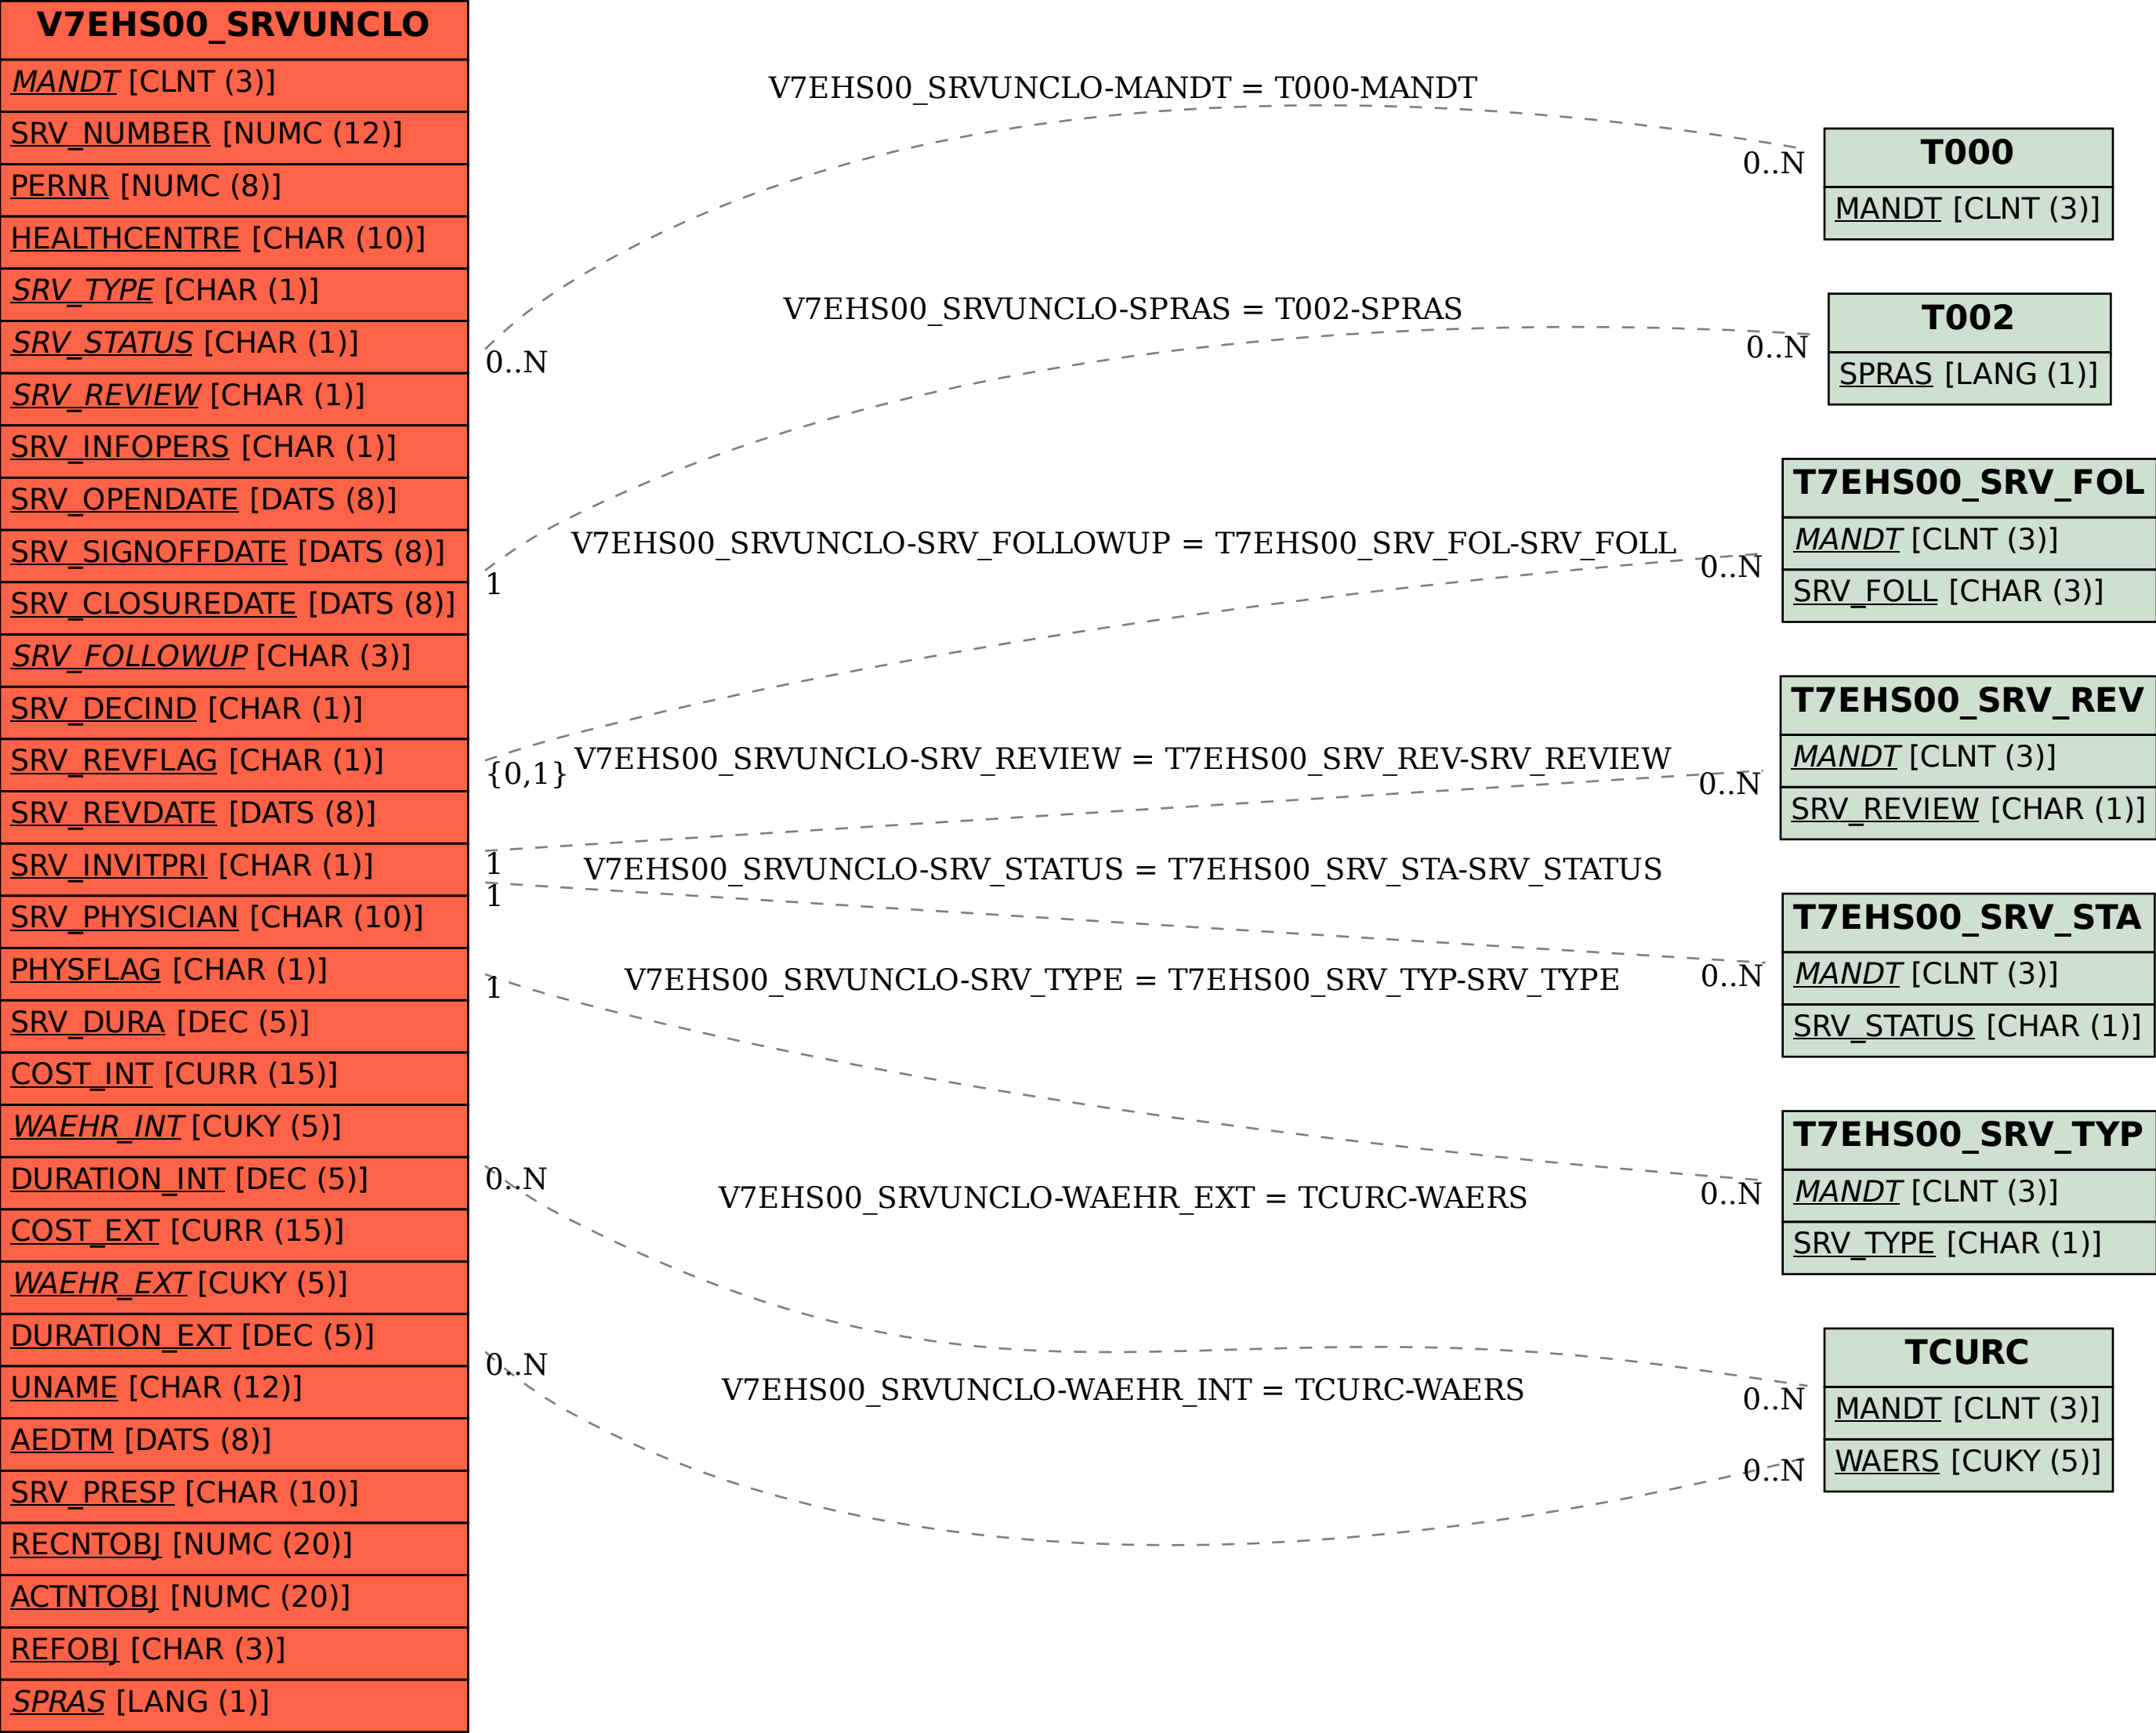 V7EHS00_SRVUNCLO
MANDT [CLNT (3)]
SRV_NUMBER [NUMC (12)]
PERNR [NUMC (8)]
HEALTHCENTRE [CHAR (10)]
SRV_TYPE [CHAR (1)]
SRV_STATUS [CHAR (1)]
SRV_REVIEW [CHAR (1)]
SRV_INFOPERS [CHAR (1)]
SRV_OPENDATE [DATS (8)]
SRV_SIGNOFFDATE [DATS (8)]
SRV_CLOSUREDATE [DATS (8)]
SRV_FOLLOWUP [CHAR (3)]
SRV_DECIND [CHAR (1)]
SRV_REVFLAG [CHAR (1)]
SRV_REVDATE [DATS (8)]
SRV_INVITPRI [CHAR (1)]
SRV_PHYSICIAN [CHAR (10)]
PHYSFLAG [CHAR (1)]
SRV_DURA [DEC (5)]
COST_INT [CURR (15)]
WAEHR_INT [CUKY (5)]
DURATION_INT [DEC (5)]
COST_EXT [CURR (15)]
WAEHR_EXT [CUKY (5)]
DURATION_EXT [DEC (5)]
UNAME [CHAR (12)]
AEDTM [DATS (8)]
SRV_PRESP [CHAR (10)]
RECNTOBJ [NUMC (20)]
ACTNTOBJ [NUMC (20)]
REFOBJ [CHAR (3)]
SPRAS [LANG (1)]
V7EHS00_SRVUNCLO-MANDT = T000-MANDT
0..N
0..N
V7EHS00_SRVUNCLO-SPRAS = T002-SPRAS
0..N
1
V7EHS00_SRVUNCLO-SRV_FOLLOWUP = T7EHS00_SRV_FOL-SRV_FOLL
0..N
{0,1}
V7EHS00_SRVUNCLO-SRV_REVIEW = T7EHS00_SRV_REV-SRV_REVIEW
0..N
1
V7EHS00_SRVUNCLO-SRV_STATUS = T7EHS00_SRV_STA-SRV_STATUS
1
0..N
V7EHS00_SRVUNCLO-SRV_TYPE = T7EHS00_SRV_TYP-SRV_TYPE
1
0..N
V7EHS00_SRVUNCLO-WAEHR_EXT = TCURC-WAERS
0..N
0..N
V7EHS00_SRVUNCLO-WAEHR_INT = TCURC-WAERS
0..N
0..N
T000
MANDT [CLNT (3)]
T002
SPRAS [LANG (1)]
T7EHS00_SRV_FOL
MANDT [CLNT (3)]
SRV_FOLL [CHAR (3)]
T7EHS00_SRV_REV
MANDT [CLNT (3)]
SRV_REVIEW [CHAR (1)]
T7EHS00_SRV_STA
MANDT [CLNT (3)]
SRV_STATUS [CHAR (1)]
T7EHS00_SRV_TYP
MANDT [CLNT (3)]
SRV_TYPE [CHAR (1)]
TCURC
MANDT [CLNT (3)]
WAERS [CUKY (5)]